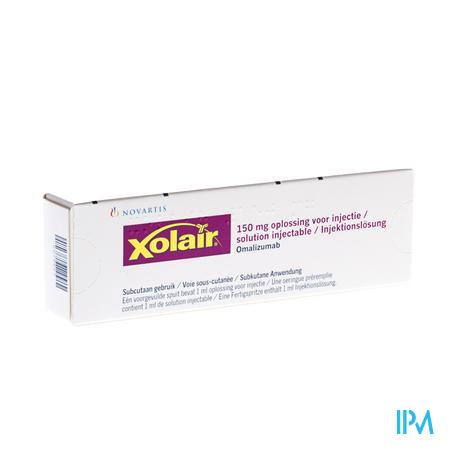 NOVARTIS
Xolair®
150 mg oplossing voor injectie /
solution injectable / Injektionslösung
Omalizumab
Subcutaan gebruik / Voie sous-cutanée / Subkutane Anwendung
Eén voorgevulde spuit bevat 1 ml oplossing voor injectie / Une seringue préremplie
contient 1 ml de solution injectable / Eine Fertigspritze enthält 1 ml Injektionslösung.
IPM